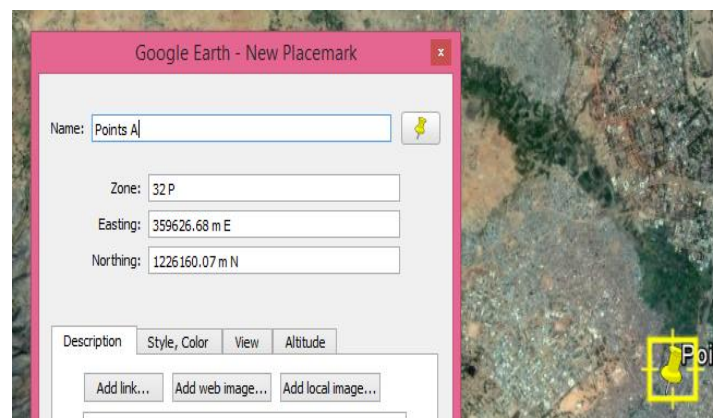 Google Earth - New Placemark
x
Name: Points A
Zone: 32 P
Easting: 359626.68 m E
Northing: 1226160.07 m N
Description Style, Color View Altitude
Add link... Add web image... Add local image...
Poi